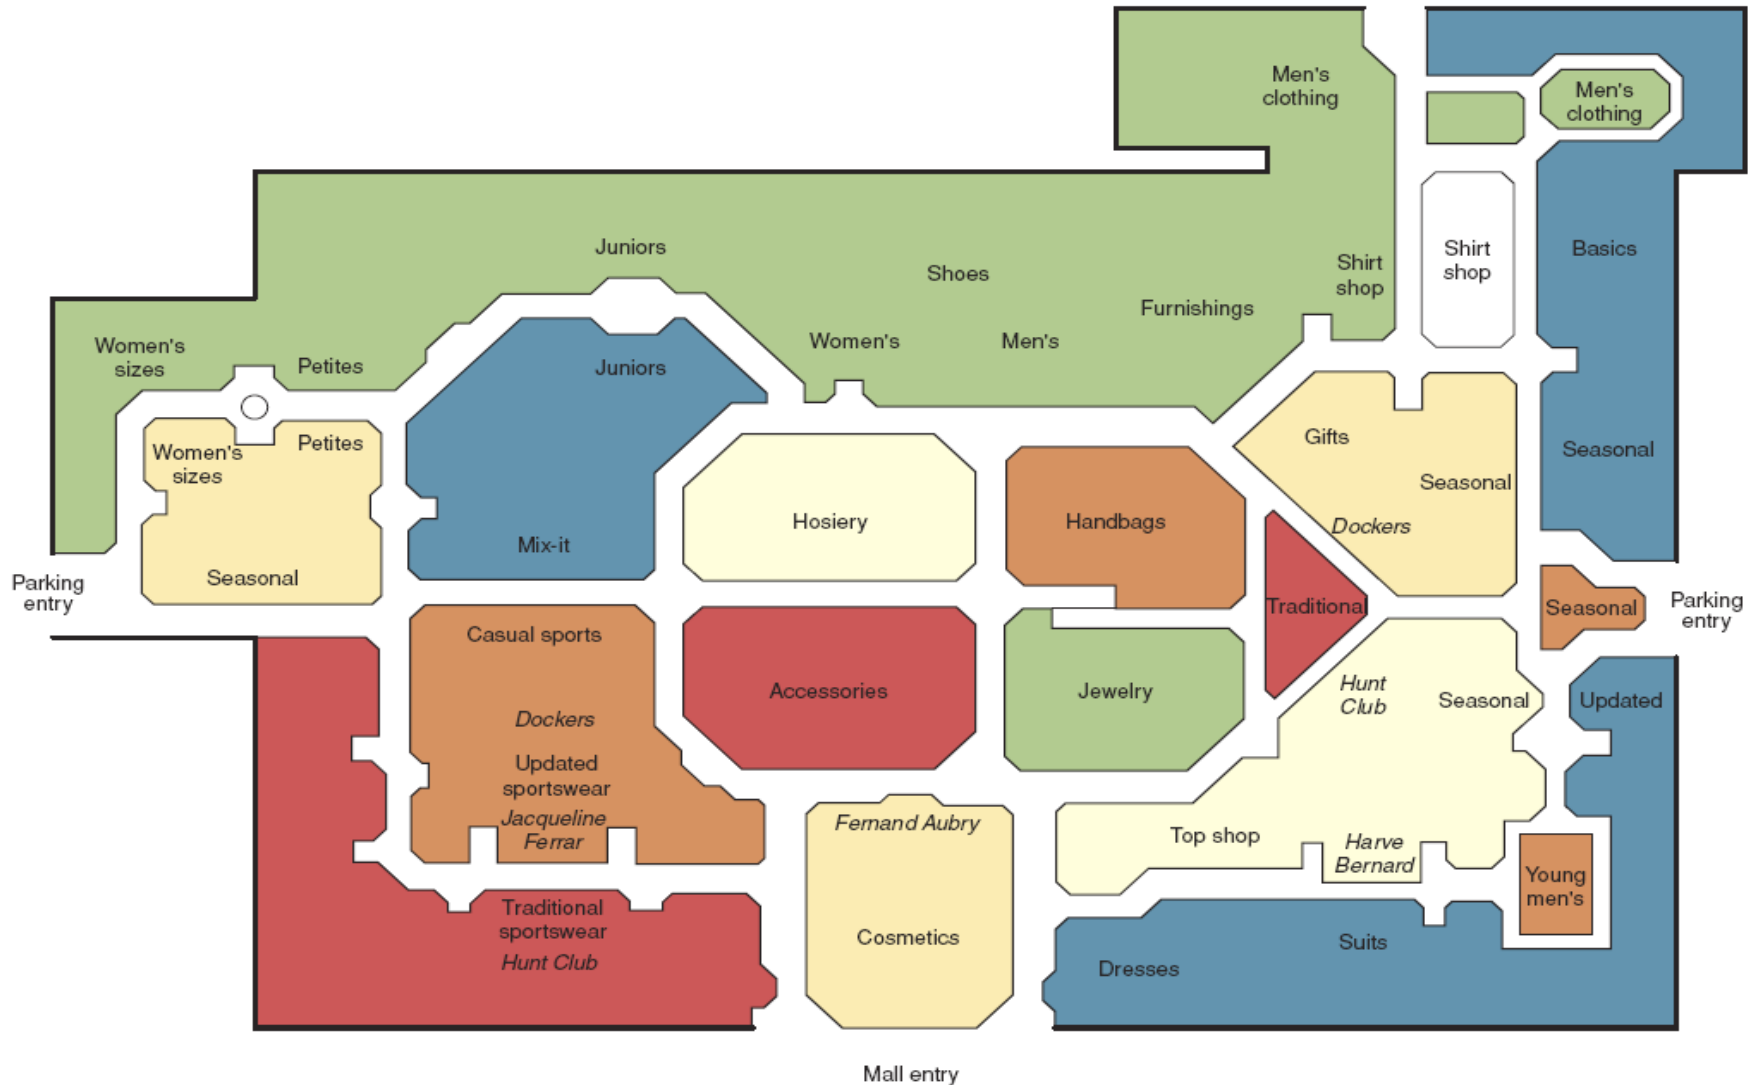 Men's
clothing
Men's
clothing
Juniors
Shoes
Shirt
shop
Shirt
shop
Basics
Furnishings
Women's
sizes
Petites
Juniors
Women's
Men's
Women's
sizes
Petites
Gifts
Seasonal
Seasonal
Hosiery
Handbags
Dockers
Mix-it
Seasonal
Parking
entry
Traditional
Seasonal
Parking
entry
Casual sports
Dockers
Accessories
Jewelry
Hunt
Club
Seasonal
Updated
Updated
sportswear
Jacqueline
Ferrar
Fernand Aubry
Top shop
Harve
Bernard
Young
men's
Traditional
sportswear
Hunt Club
Cosmetics
Suits
Dresses
Mall entry